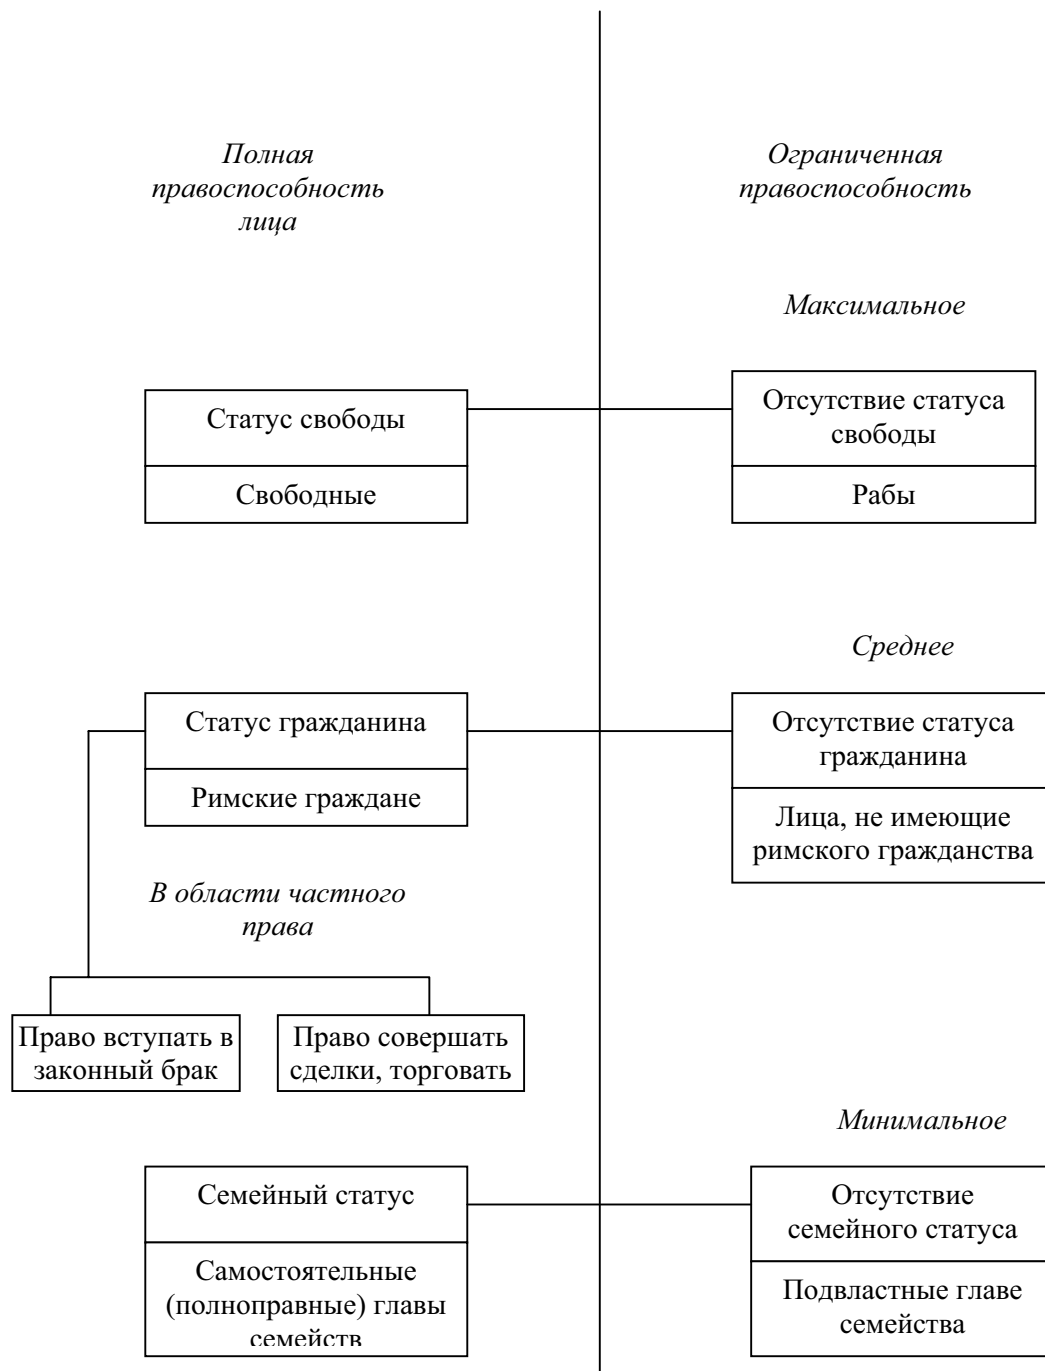 Полная
правоспособность
лица
Ограниченная
правоспособность
Максимальное
Статус свободы
Свободные
Отсутствие статуса
свободы
Рабы
Среднее
Статус гражданина
Римские граждане
Отсутствие статуса
гражданина
Лица, не имеющие
римского гражданства
В области частного
права
Право вступать в
законный брак
Право совершать
сделки, торговать
Минимальное
Семейный статус
Самостоятельные
(полноправные) главы
семейств
Отсутствие
семейного статуса
Подвластные главе
семейства